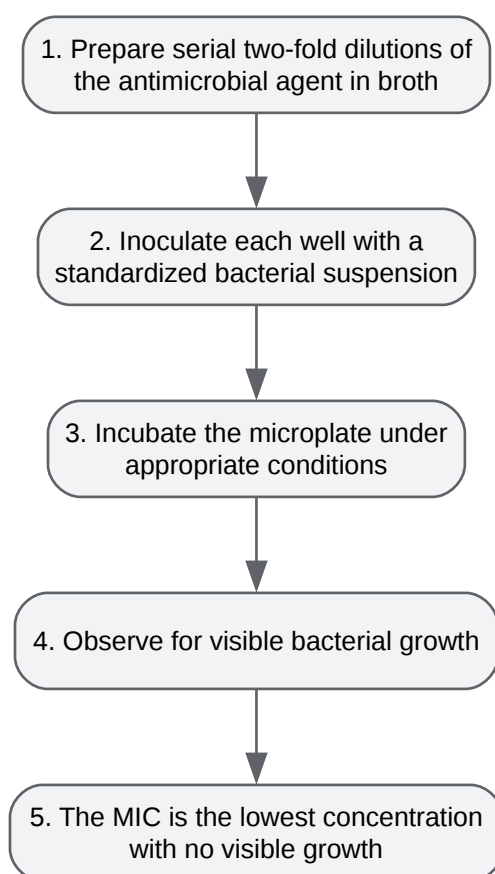 1. Prepare serial two-fold dilutions of
the antimicrobial agent in broth
2. Inoculate each well with a
standardized bacterial suspension
3. Incubate the microplate under
appropriate conditions
4. Observe for visible bacterial growth
5. The MIC is the lowest concentration
with no visible growth